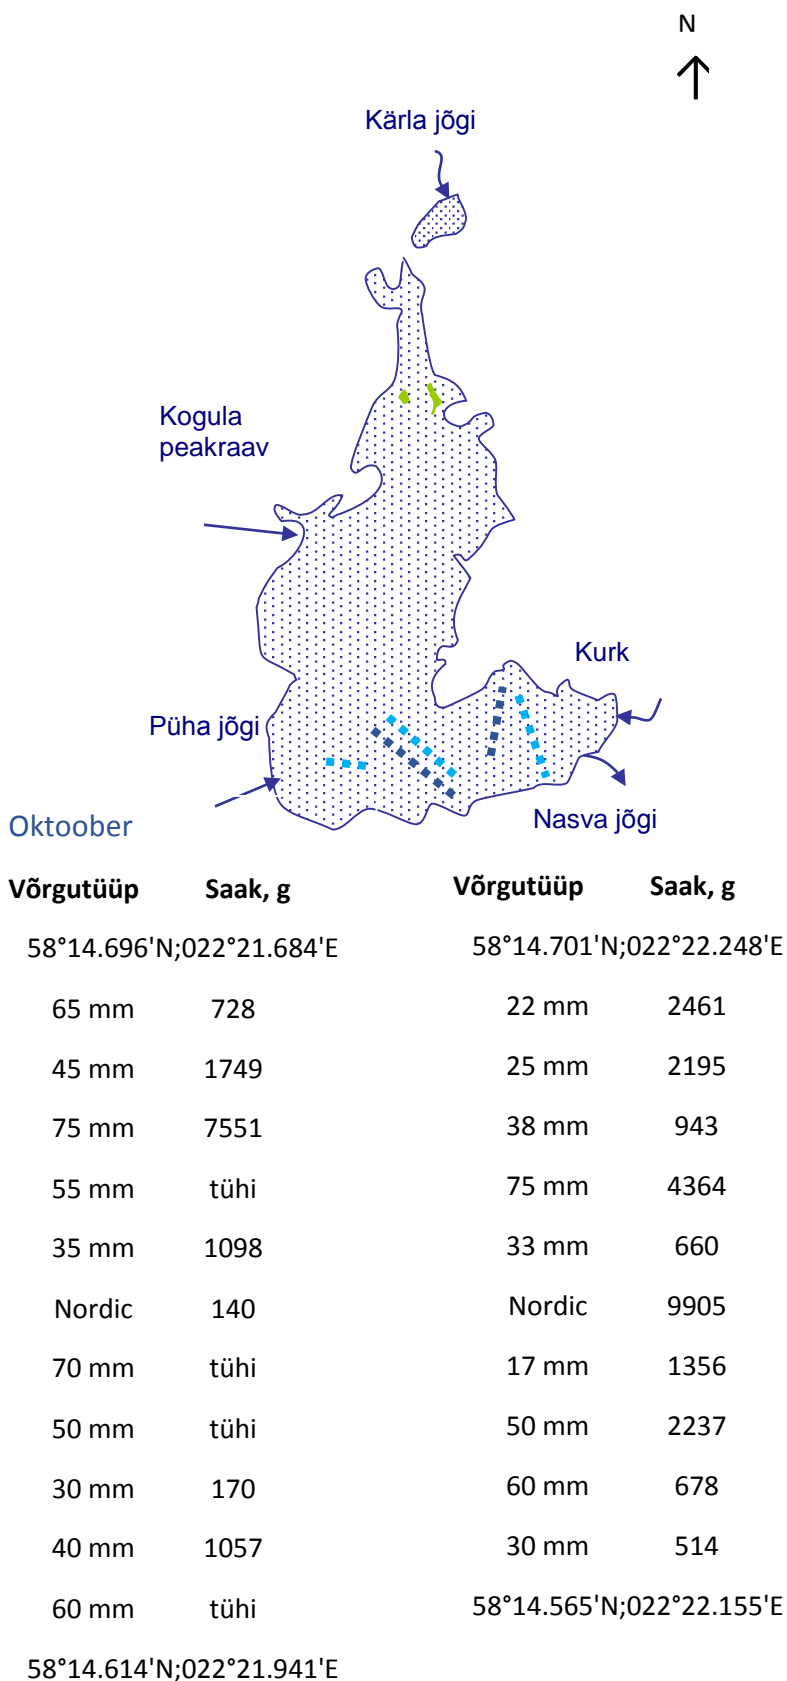 N
Kärla jõgi
Kogula
peakraav
Kurk
Püha jõgi
Nasva jõgi
Oktoober
Võrgutüüp Saak, g
58°14.696'N;022°21.684'E
65 mm 728
45 mm 1749
75 mm 7551
55 mm tühi
35 mm 1098
Nordic 140
70 mm tühi
50 mm tühi
30 mm 170
40 mm 1057
60 mm tühi
58°14.614'N;022°21.941'E
Võrgutüüp Saak, g
58°14.701'N;022°22.248'E
22 mm 2461
25 mm 2195
38 mm 943
75 mm 4364
33 mm 660
Nordic 9905
17 mm 1356
50 mm 2237
60 mm 678
30 mm 514
58°14.565'N;022°22.155'E